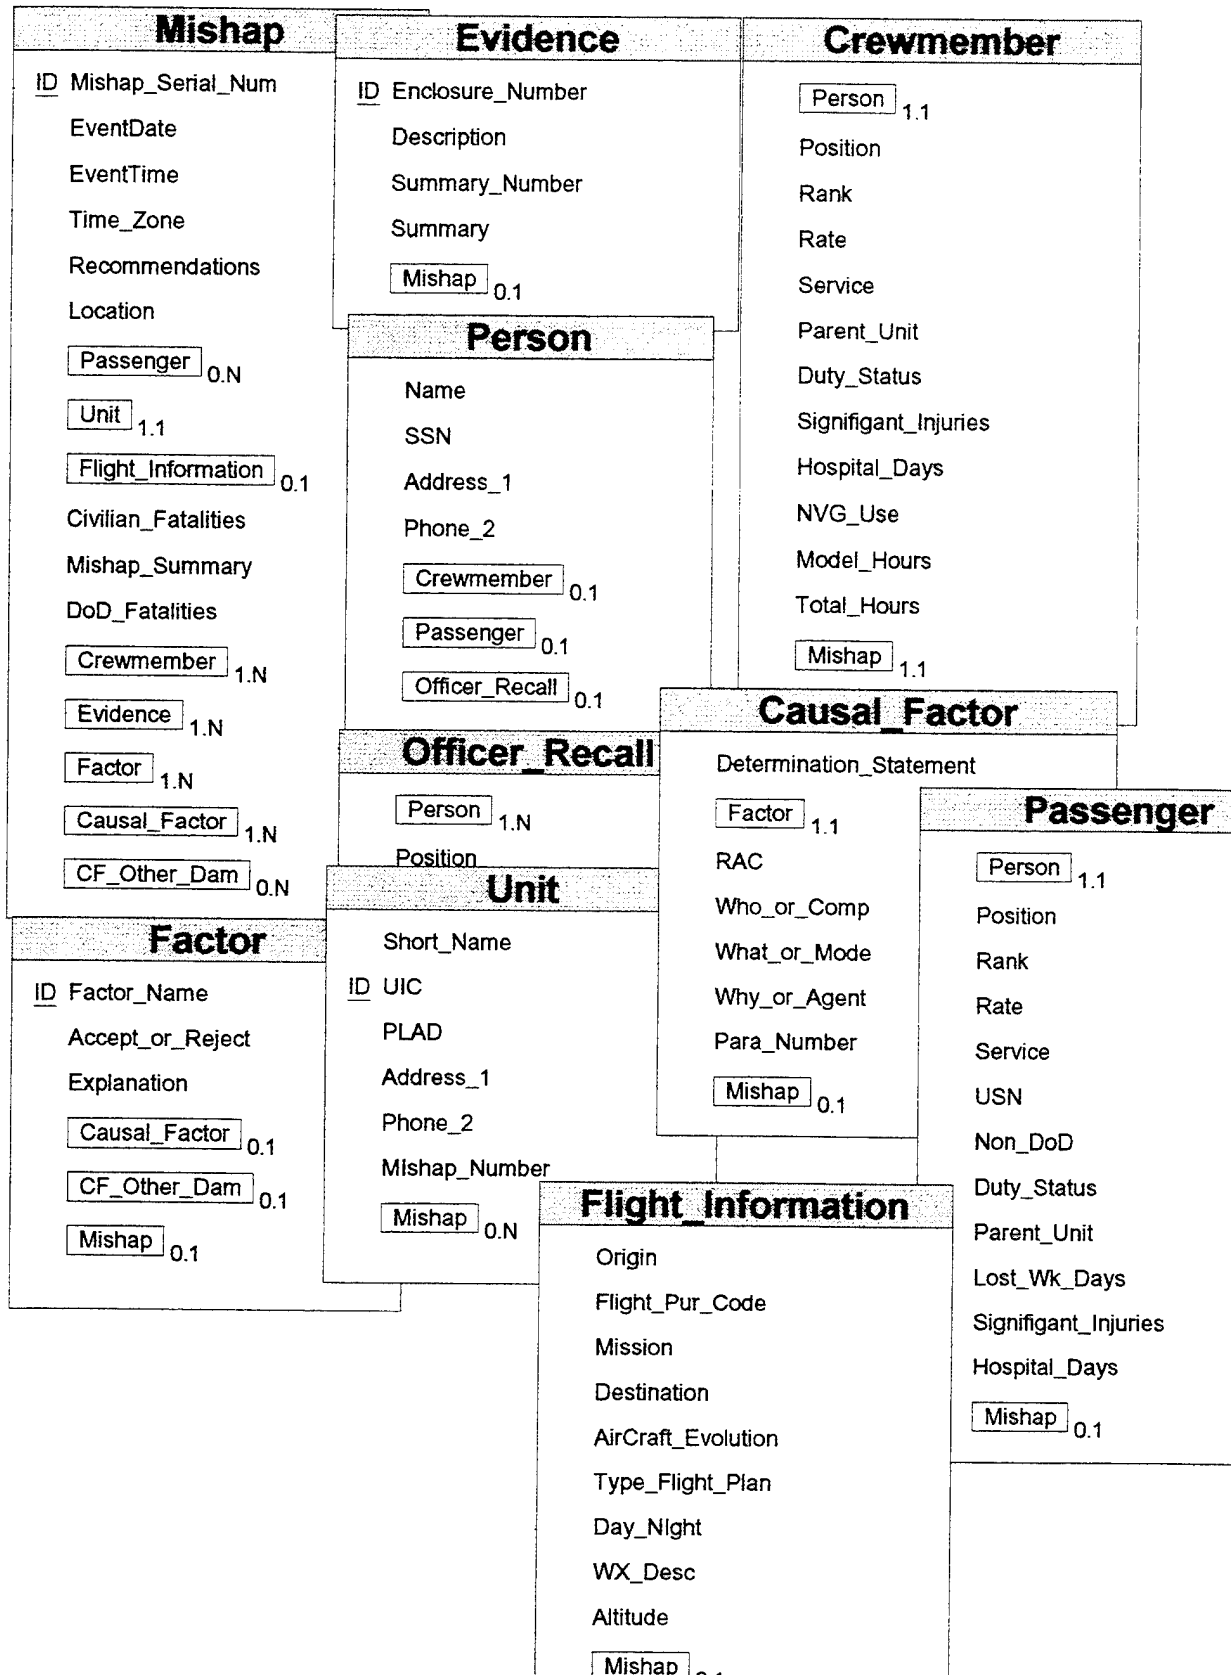 Mishap
ID Mishap_Serial_Num
EventDate
EventTime
Time_Zone
Recommendations
Location
Passenger 0.N
Unit 1.1
Flight_Information 0.1
Civilian_Fatalities
Mishap_Summary
DoD_Fatalities
Crewmember 1.N
Evidence 1.N
Factor 1.N
Causal_Factor 1.N
CF_Other_Dam 0.N
Evidence
ID Enclosure_Number
Description
Summary_Number
Summary
Mishap 0.1
Crewmember
Person 1.1
Position
Rank
Rate
Service
Parent_Unit
Duty_Status
Signifigant_Injuries
Hospital_Days
NVG_Use
Model_Hours
Total_Hours
Mishap 1.1
Person
Name
SSN
Address_1
Phone_2
Crewmember 0.1
Passenger 0.1
Officer_Recall 0.1
Officer_Recall
Person 1.N
Position
Causal_Factor
Determination_Statement
Factor 1.1
RAC
Who_or_Comp
What_or_Mode
Why_or_Agent
Para_Number
Mishap 0.1
Passenger
Person 1.1
Position
Rank
Rate
Service
USN
Non_DoD
Duty_Status
Parent_Unit
Lost_Wk_Days
Signifigant_Injuries
Hospital_Days
Mishap 0.1
Factor
ID Factor_Name
Accept_or_Reject
Explanation
Causal_Factor 0.1
CF_Other_Dam 0.1
Mishap 0.1
Unit
Short_Name
ID UIC
PLAD
Address_1
Phone_2
MIshap_Number
Mishap 0.N
Flight_Information
Origin
Flight_Pur_Code
Mission
Destination
AirCraft_Evolution
Type_Flight_Plan
Day_NIght
WX_Desc
Altitude
Mishap